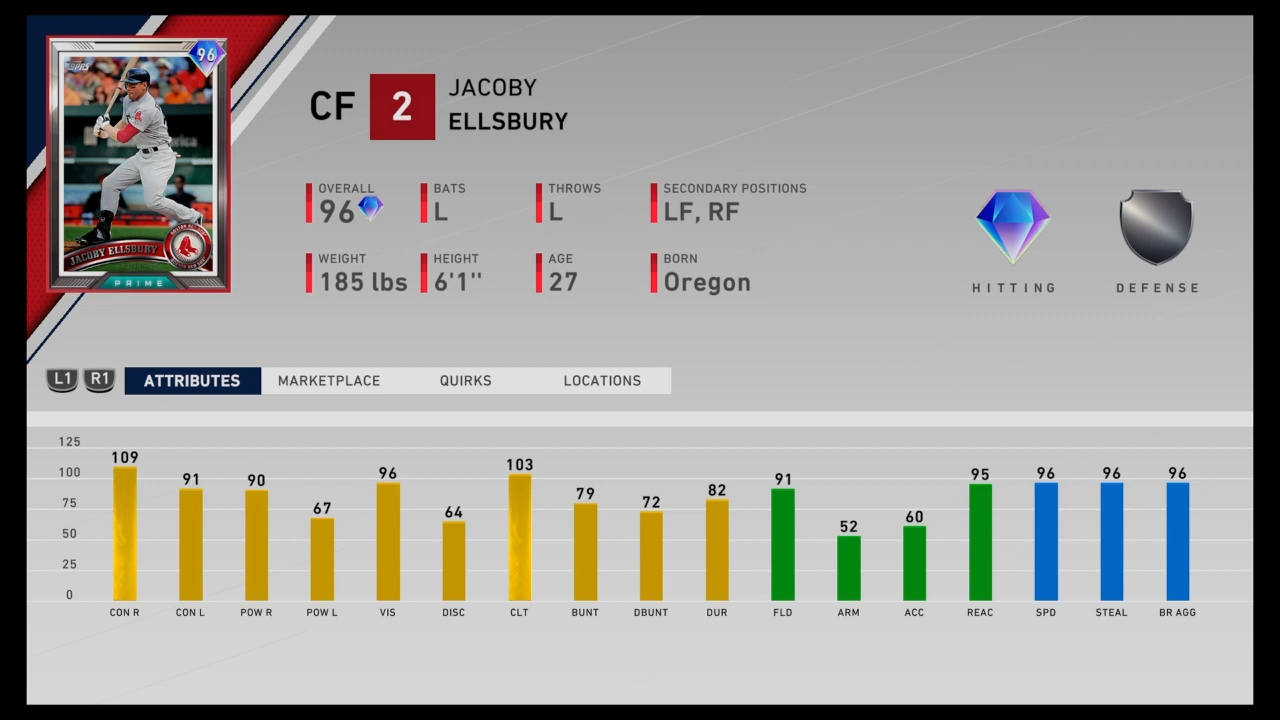 96
TOPPS
JACOBY ELLSBURY
PRIME
CF
2
JACOBY
ELLSBURY
OVERALL BATS THROWS SECONDARY POSITIONS
96 L L LF, RF
WEIGHT HEIGHT AGE BORN
185 lbs 6'1'' 27 Oregon
HITTING DEFENSE
L1 R1 ATTRIBUTES MARKETPLACE QUIRKS LOCATIONS
125
100
75
50
25
0
109 91 90 67 96 64 103 79 72 82 91 52 60 95 96 96 96
CON R CON L POW R POW L VIS DISC CLT BUNT DBUNT DUR FLD ARM ACC REAC SPD STEAL BR AGG